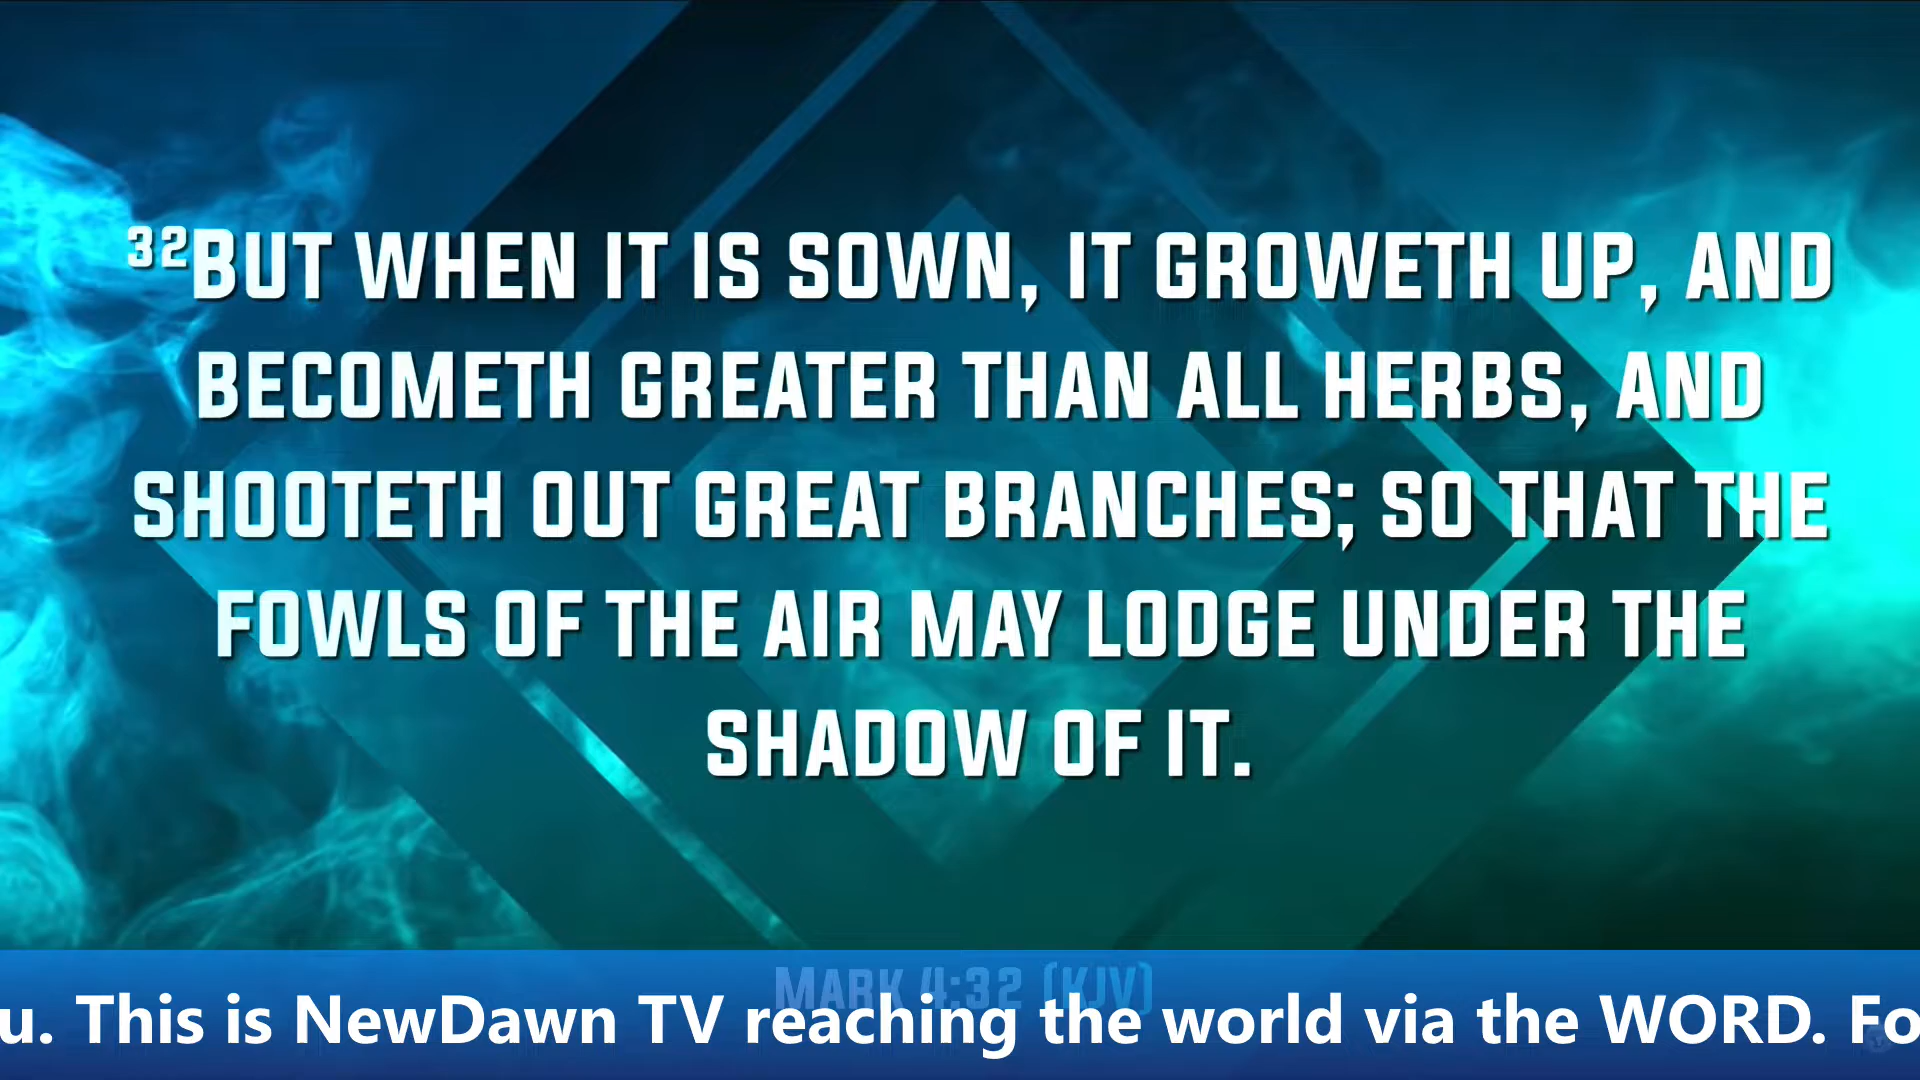 32BUT WHEN IT IS SOWN, IT GROWETH UP, AND
BECOMETH GREATER THAN ALL HERBS, AND
SHOOTETH OUT GREAT BRANCHES; SO THAT THE
FOWLS OF THE AIR MAY LODGE UNDER THE
SHADOW OF IT.
MARK 4:32 (KJV)
u. This is NewDawn TV reaching the world via the WORD. Fo